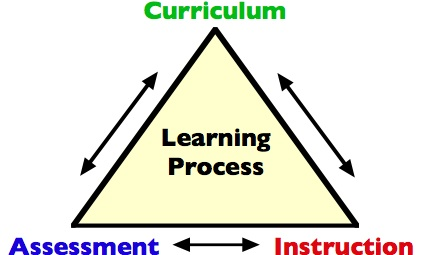 Curriculum
Learning
Process
Assessment
Instruction